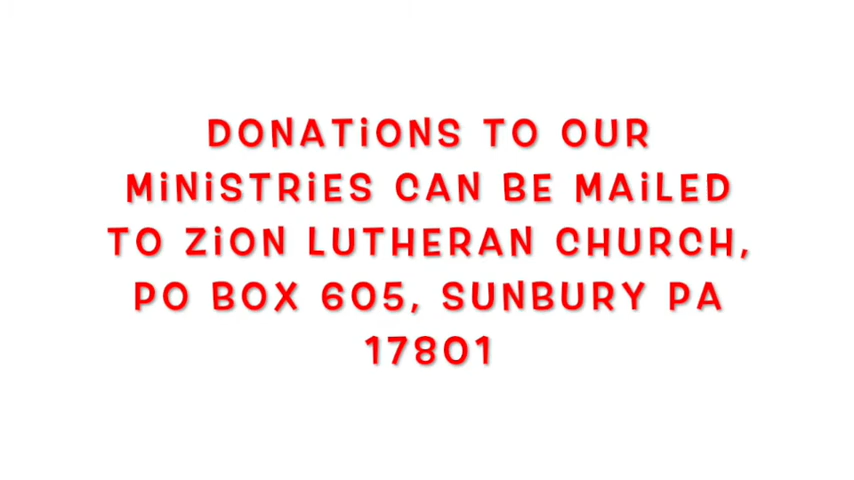 DONATiONS TO OUR
MiNiSTRiES CAN BE MAiLED
TO ZiON LUTHERAN CHURCH,
PO BOX 605, SUNBURY PA
17801